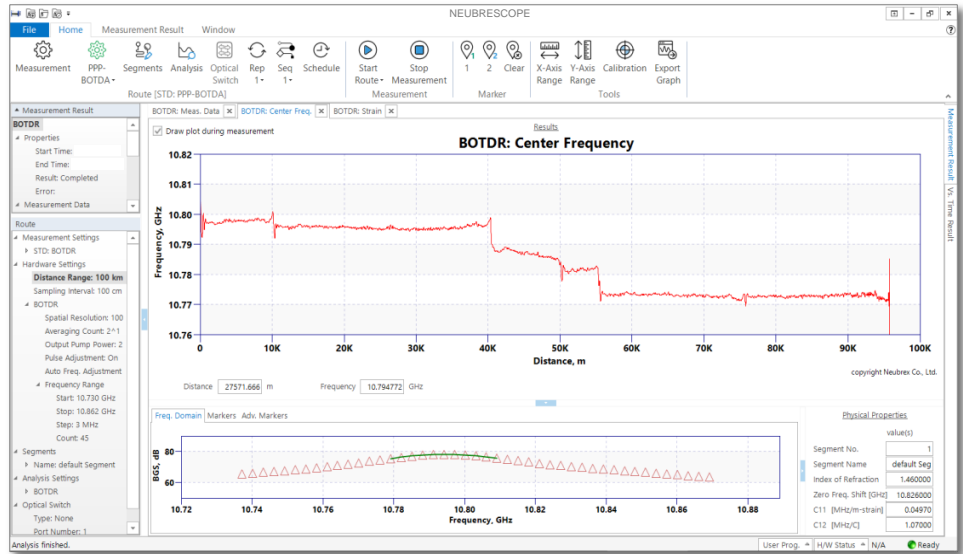 NEUBRESCOPE
File Home Measurement Result Window
Measurement
PPP-BOTDA
Segments
Analysis
Optical Switch
Rep 1
Seq 1
Schedule
Start Route
Stop Measurement
1
2
Clear
X-Axis Range
Y-Axis Range
Calibration
Export Graph
Route [STD: PPP-BOTDA]
Measurement
Marker
Tools
Measurement Result
BOTDR
Properties
Start Time:
End Time:
Result: Completed
Error:
Measurement Data
Route
Measurement Settings
STD: BOTDR
Hardware Settings
Distance Range: 100 km
Sampling Interval: 100 cm
BOTDR
Spatial Resolution: 100
Averaging Count: 2^1
Output Pump Power: 2
Pulse Adjustment: On
Auto Freq. Adjustment
Frequency Range
Start: 10.730 GHz
Stop: 10.862 GHz
Step: 3 MHz
Count: 45
Segments
Name: default Segment
Analysis Settings
BOTDR
Optical Switch
Type: None
Port Number: 1
BOTDR: Meas. Data BOTDR: Center Freq. BOTDR: Strain
Draw plot during measurement
Results
BOTDR: Center Frequency
Frequency, GHz
10.82
10.81
10.80
10.79
10.78
10.77
10.76
0 10K 20K 30K 40K 50K 60K 70K 80K 90K 100K
Distance, m
copyright Neubrex Co., Ltd.
Distance 27571.666 m Frequency 10.794772 GHz
Freq. Domain Markers Adv. Markers
BGS, dB
80
60
10.72 10.74 10.76 10.78 10.80 10.82 10.84 10.86 10.88
Frequency, GHz
Physical Properties
value(s)
Segment No. 1
Segment Name default Seg
Index of Refraction 1.460000
Zero Freq. Shift [GHz] 10.826000
C11 [MHz/m-strain] 0.04970
C12 [MHz/C] 1.07000
Measurement Result
Vs. Time Result
Analysis finished.
User Prog. H/W Status N/A Ready